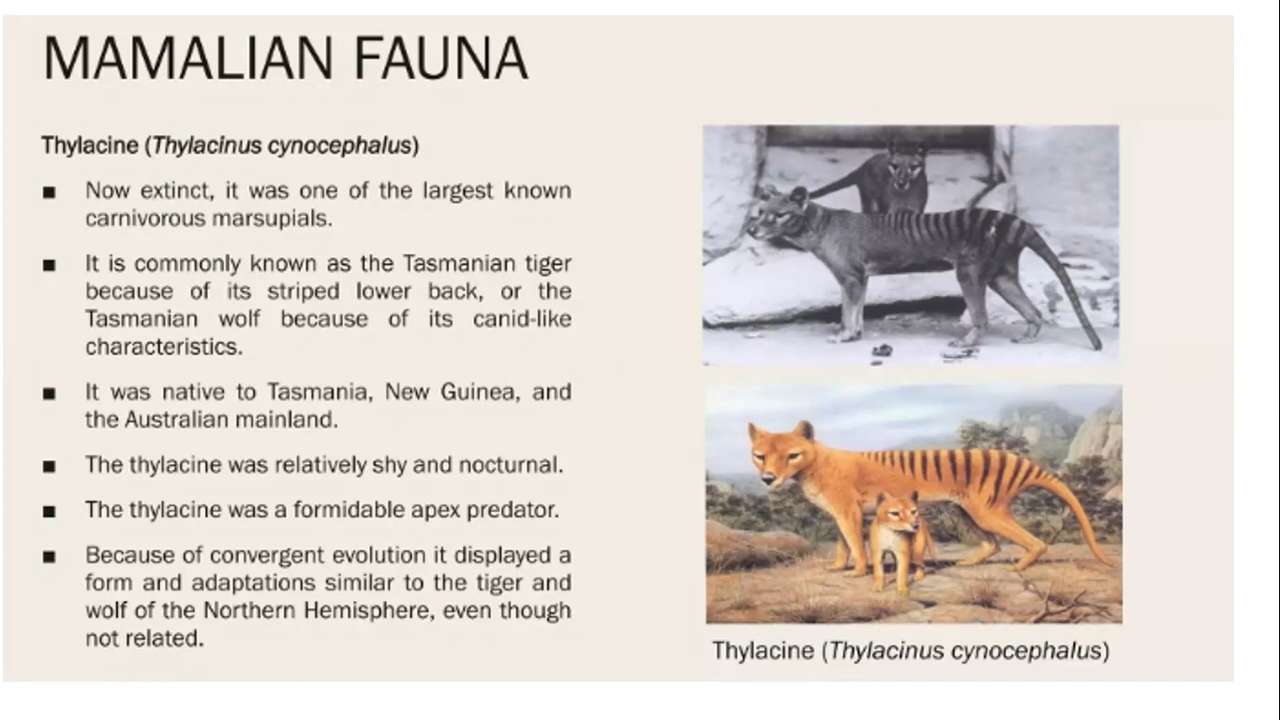 MAMALIAN FAUNA
Thylacine (Thylacinus cynocephalus)
■ Now extinct, it was one of the largest known
carnivorous marsupials.
■ It is commonly known as the Tasmanian tiger
because of its striped lower back, or the
Tasmanian wolf because of its canid-like
characteristics.
■ It was native to Tasmania, New Guinea, and
the Australian mainland.
■ The thylacine was relatively shy and nocturnal.
■ The thylacine was a formidable apex predator.
■ Because of convergent evolution it displayed a
form and adaptations similar to the tiger and
wolf of the Northern Hemisphere, even though
not related.
Thylacine (Thylacinus cynocephalus)